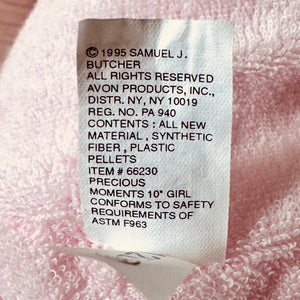 © 1995 SAMUEL J.
BUTCHER
ALL RIGHTS RESERVED
AVON PRODUCTS, INC.,
DISTR. NY, NY 10019
REG. NO. PA 940
CONTENTS : ALL NEW
MATERIAL, SYNTHETIC
FIBER, PLASTIC
PELLETS
ITEM # 66230
PRECIOUS
MOMENTS 10" GIRL
CONFORMS TO SAFETY
REQUIREMENTS OF
ASTM F963